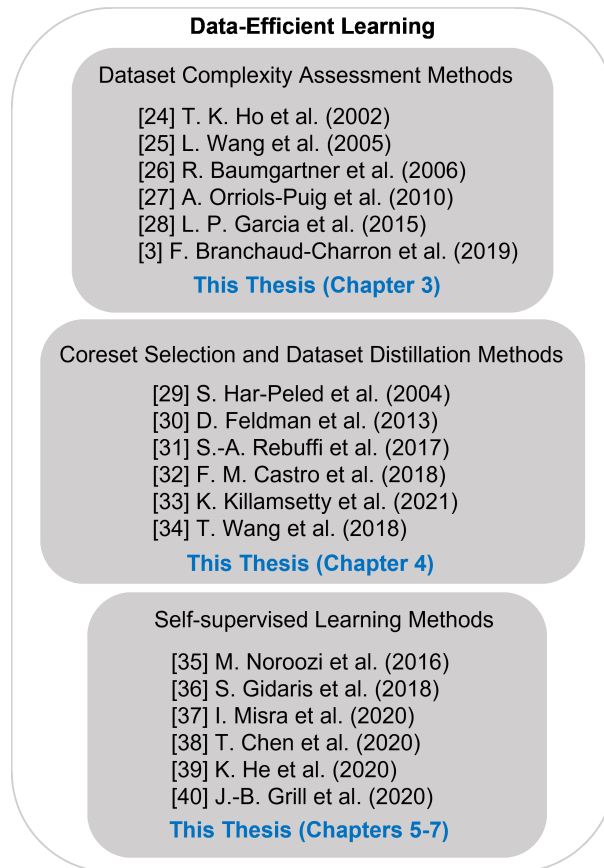 Data-Efficient Learning
Dataset Complexity Assessment Methods
[24] T. K. Ho et al. (2002)
[25] L. Wang et al. (2005)
[26] R. Baumgartner et al. (2006)
[27] A. Orriols-Puig et al. (2010)
[28] L. P. Garcia et al. (2015)
[3] F. Branchaud-Charron et al. (2019)
This Thesis (Chapter 3)
Coreset Selection and Dataset Distillation Methods
[29] S. Har-Peled et al. (2004)
[30] D. Feldman et al. (2013)
[31] S.-A. Rebuffi et al. (2017)
[32] F. M. Castro et al. (2018)
[33] K. Killamsetty et al. (2021)
[34] T. Wang et al. (2018)
This Thesis (Chapter 4)
Self-supervised Learning Methods
[35] M. Noroozi et al. (2016)
[36] S. Gidaris et al. (2018)
[37] I. Misra et al. (2020)
[38] T. Chen et al. (2020)
[39] K. He et al. (2020)
[40] J.-B. Grill et al. (2020)
This Thesis (Chapters 5-7)